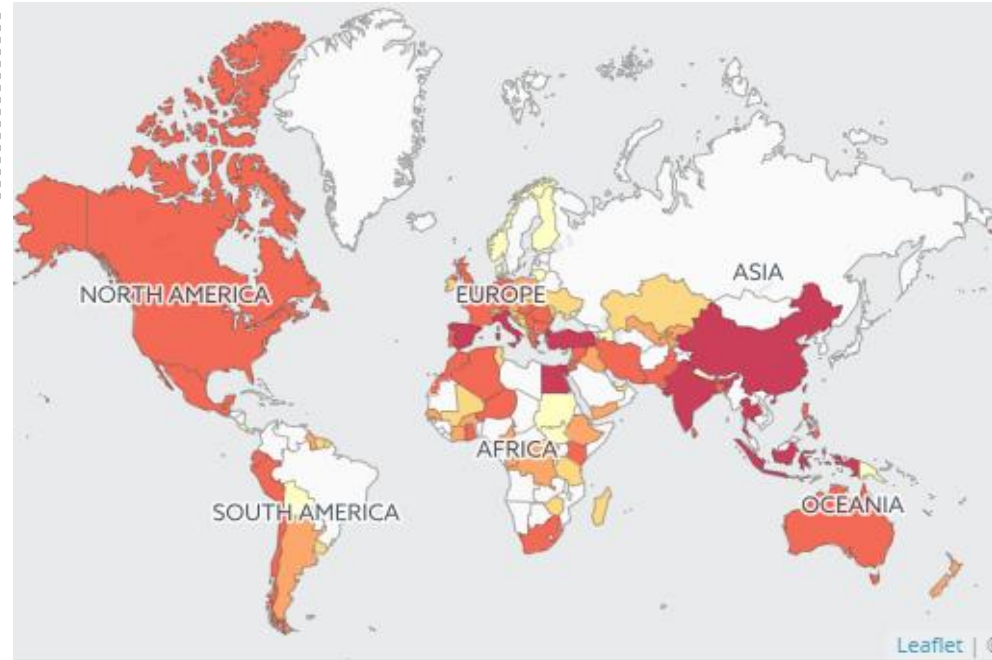 NORTH AMERICA
EUROPE
ASIA
AFRICA
SOUTH AMERICA
OCEANIA
Leaflet | ©